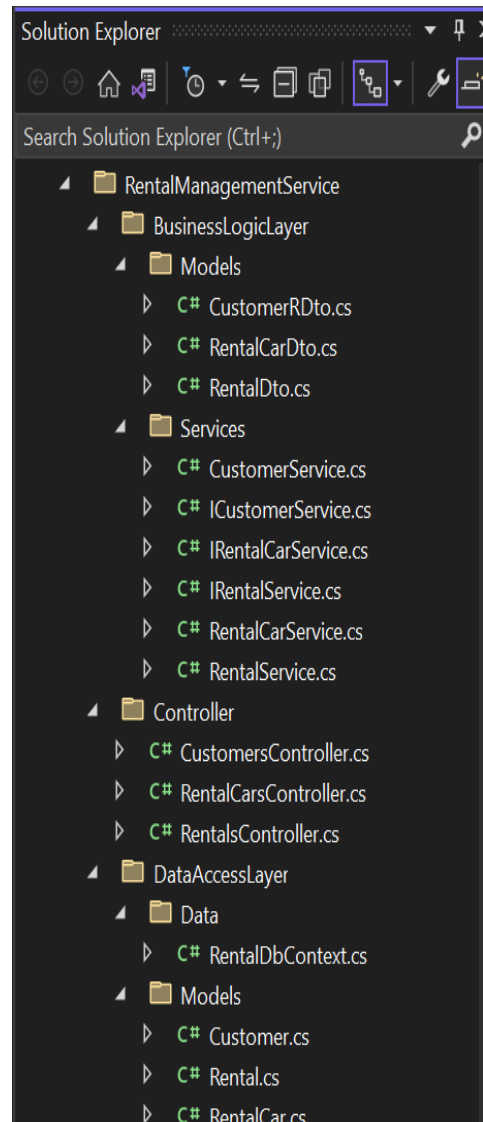 Solution Explorer
Search Solution Explorer (Ctrl+;)
RentalManagementService
BusinessLogicLayer
Models
C# CustomerRDto.cs
C# RentalCarDto.cs
C# RentalDto.cs
Services
C# CustomerService.cs
C# ICustomerService.cs
C# IRentalCarService.cs
C# IRentalService.cs
C# RentalCarService.cs
C# RentalService.cs
Controller
C# CustomersController.cs
C# RentalCarsController.cs
C# RentalsController.cs
DataAccessLayer
Data
C# RentalDbContext.cs
Models
C# Customer.cs
C# Rental.cs
C# RentalCar.cs